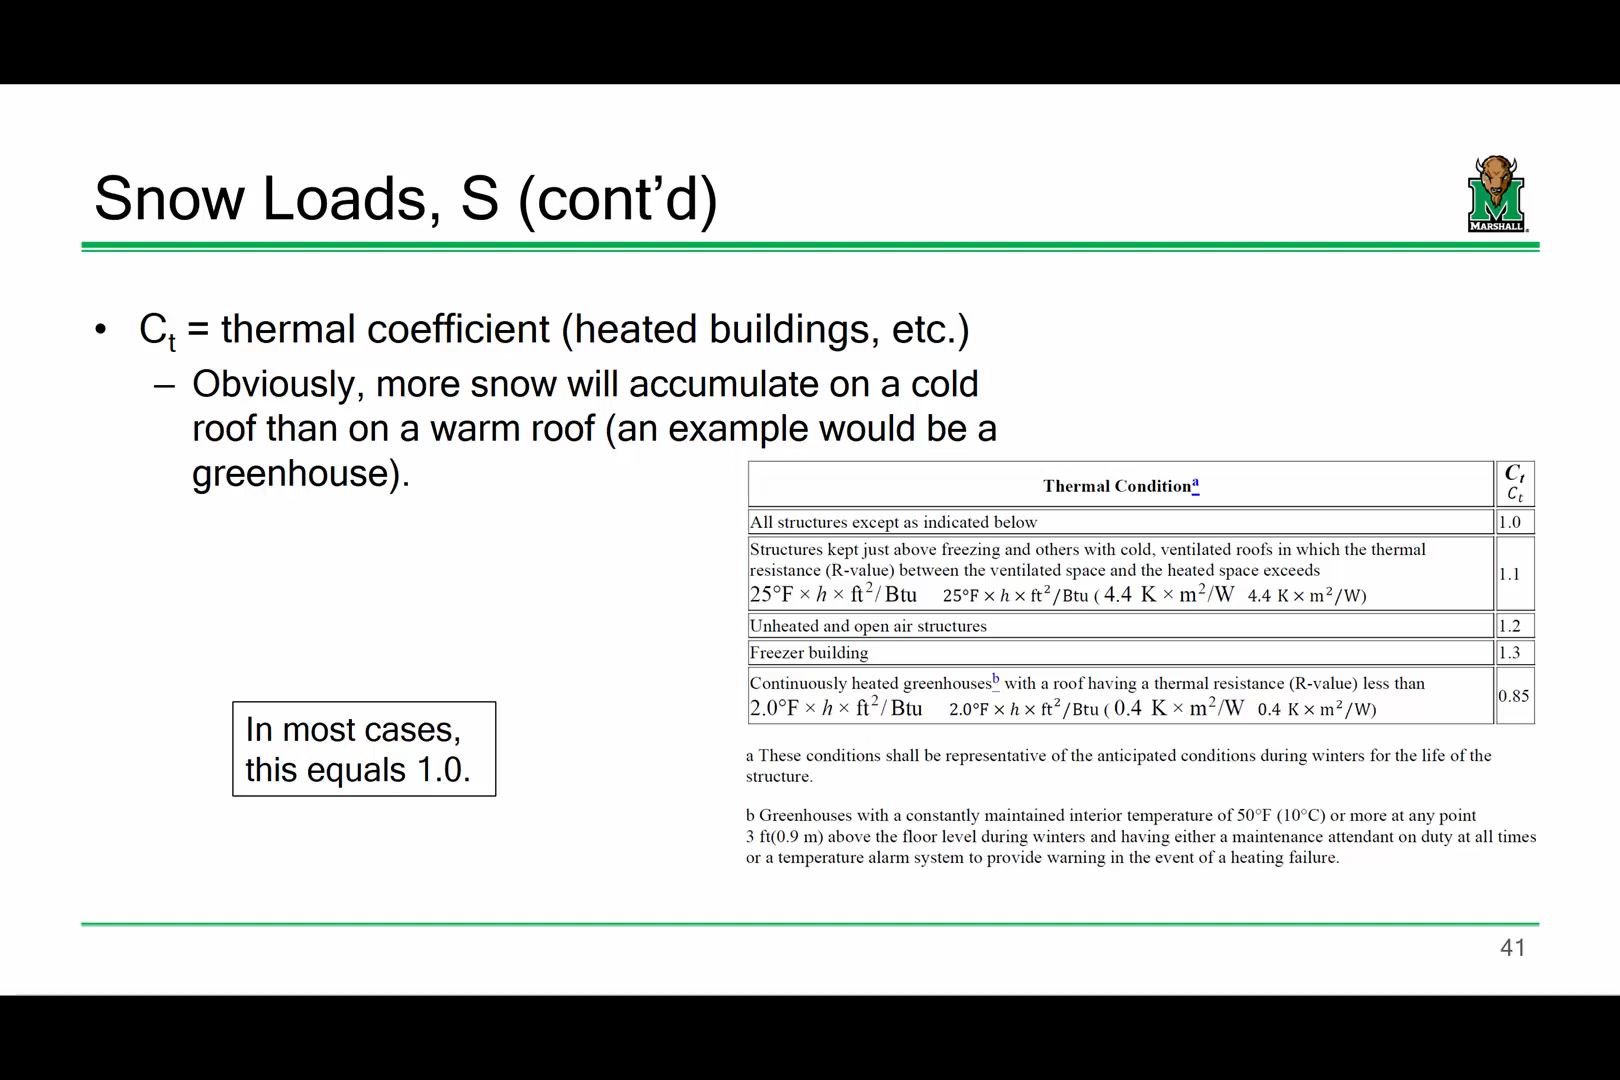 Snow Loads, S (cont’d)
MARSHALL
• Ct = thermal coefficient (heated buildings, etc.)
– Obviously, more snow will accumulate on a cold
roof than on a warm roof (an example would be a
greenhouse).
Thermal Conditionᵃ Ct
Ct
All structures except as indicated below 1.0
Structures kept just above freezing and others with cold, ventilated roofs in which the thermal
resistance (R-value) between the ventilated space and the heated space exceeds 1.1
25°F × h × ft²/ Btu 25°F × h × ft²/Btu ( 4.4 K × m²/W 4.4 K × m²/W)
Unheated and open air structures 1.2
Freezer building 1.3
Continuously heated greenhousesᵇ with a roof having a thermal resistance (R-value) less than 0.85
2.0°F × h × ft²/ Btu 2.0°F × h × ft²/Btu ( 0.4 K × m²/W 0.4 K × m²/W)
In most cases,
this equals 1.0.
a These conditions shall be representative of the anticipated conditions during winters for the life of the
structure.
b Greenhouses with a constantly maintained interior temperature of 50°F (10°C) or more at any point
3 ft(0.9 m) above the floor level during winters and having either a maintenance attendant on duty at all times
or a temperature alarm system to provide warning in the event of a heating failure.
41